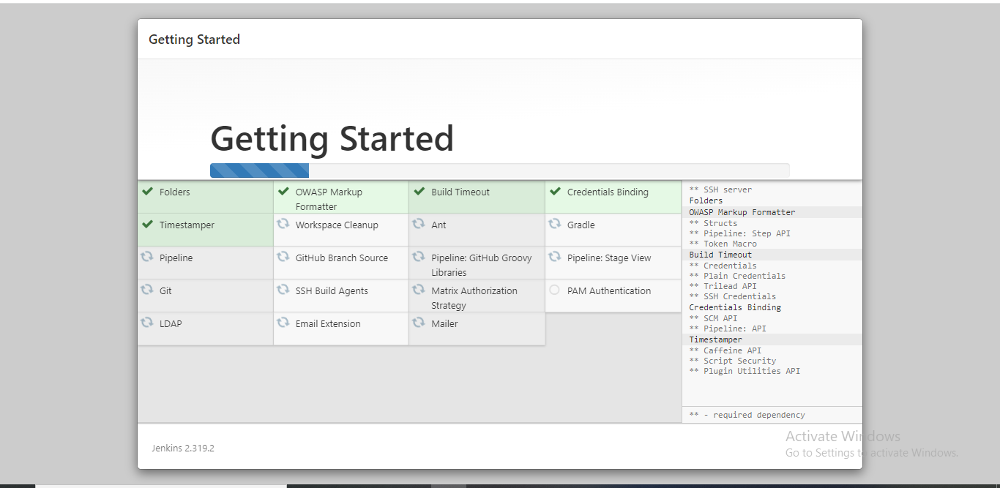 Getting Started
Getting Started
Folders
OWASP Markup
Formatter
Build Timeout
Credentials Binding
Timestamper
Workspace Cleanup
Ant
Gradle
Pipeline
GitHub Branch Source
Pipeline: GitHub Groovy
Libraries
Pipeline: Stage View
Git
SSH Build Agents
Matrix Authorization
Strategy
PAM Authentication
LDAP
Email Extension
Mailer
** SSH server
Folders
OWASP Markup Formatter
** Structs
** Pipeline: Step API
** Token Macro
Build Timeout
** Credentials
** Plain Credentials
** Trilead API
** SSH Credentials
Credentials Binding
** SCM API
** Pipeline: API
Timestamper
** Caffeine API
** Script Security
** Plugin Utilities API
** - required dependency
Jenkins 2.319.2
Activate Windows
Go to Settings to activate Windows.